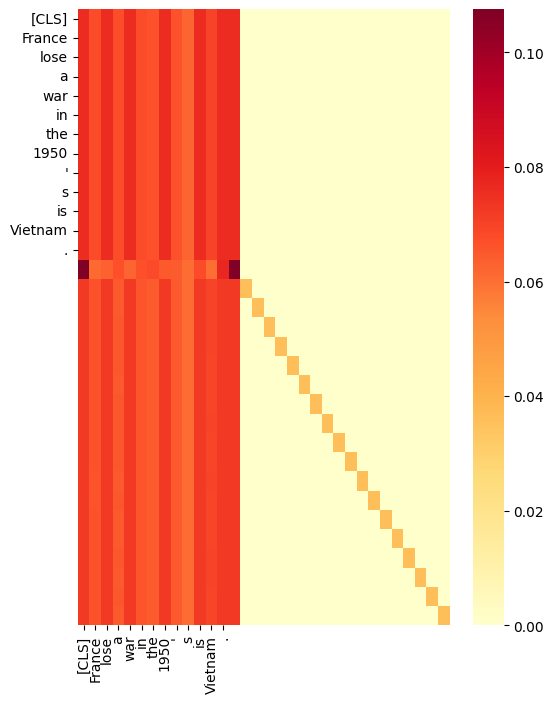 [CLS]
France
lose
a
war
in
the
1950
'
s
is
Vietnam
.
0.10
0.08
0.06
0.04
0.02
0.00
[CLS]
France
lose
a
war
in
the
1950
'
s
is
Vietnam
.